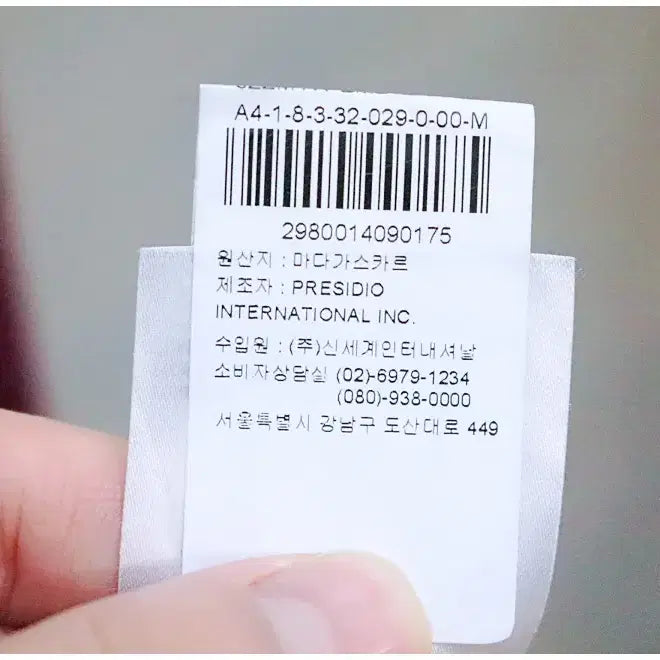 A4-1-8-3-32-029-0-00-M
2980014090175
원산지 : 마다가스카르
제조자 : PRESIDIO
INTERNATIONAL INC.
수입원 : (주)신세계인터내셔날
소비자상담실 (02)-6979-1234
(080)-938-0000
서울특별시 강남구 도산대로 449